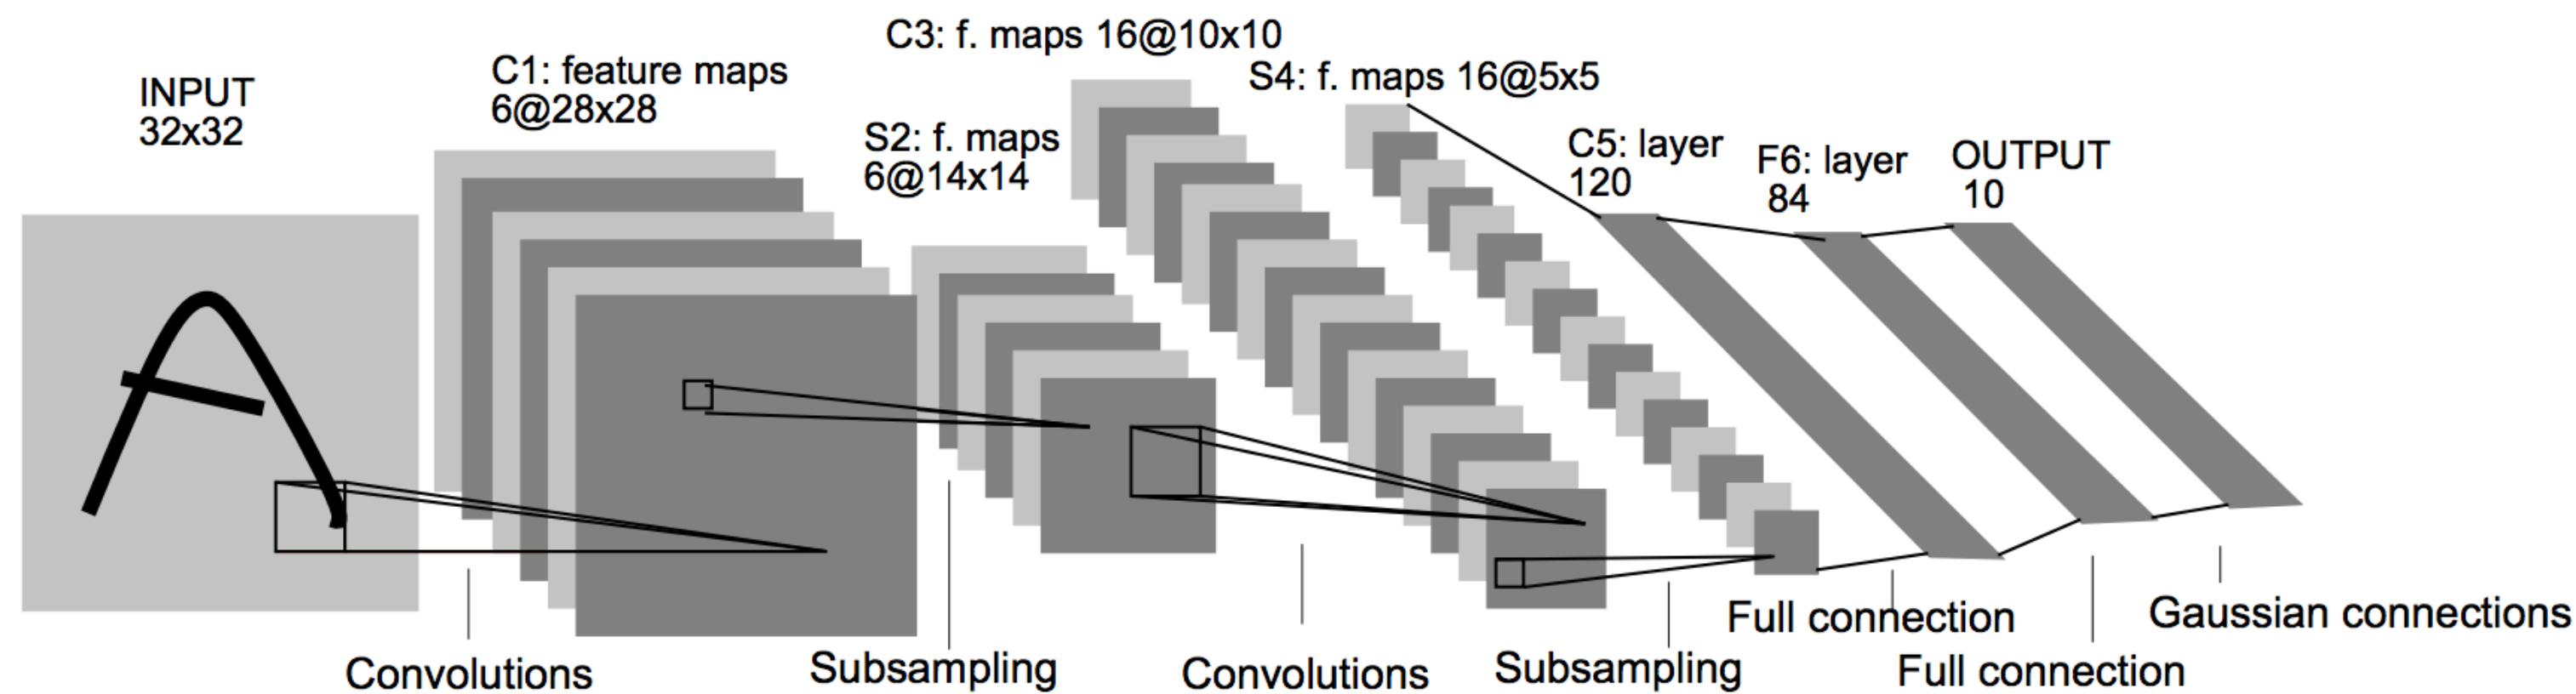 INPUT
32x32
C1: feature maps
6@28x28
S2: f. maps
6@14x14
C3: f. maps 16@10x10
S4: f. maps 16@5x5
C5: layer
120
F6: layer
84
OUTPUT
10
Convolutions
Subsampling
Convolutions
Subsampling
Full connection
Full connection
Gaussian connections